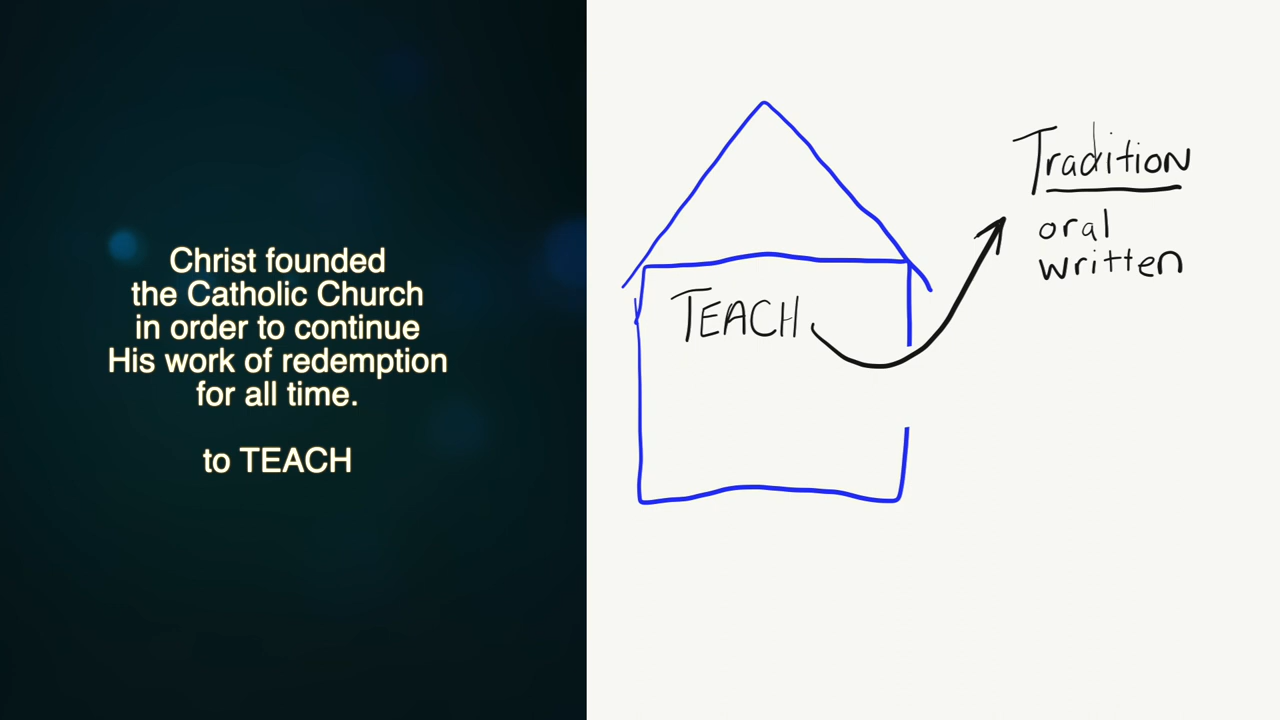 Christ founded
the Catholic Church
in order to continue
His work of redemption
for all time.
to TEACH
TEACH
Tradition
oral
written